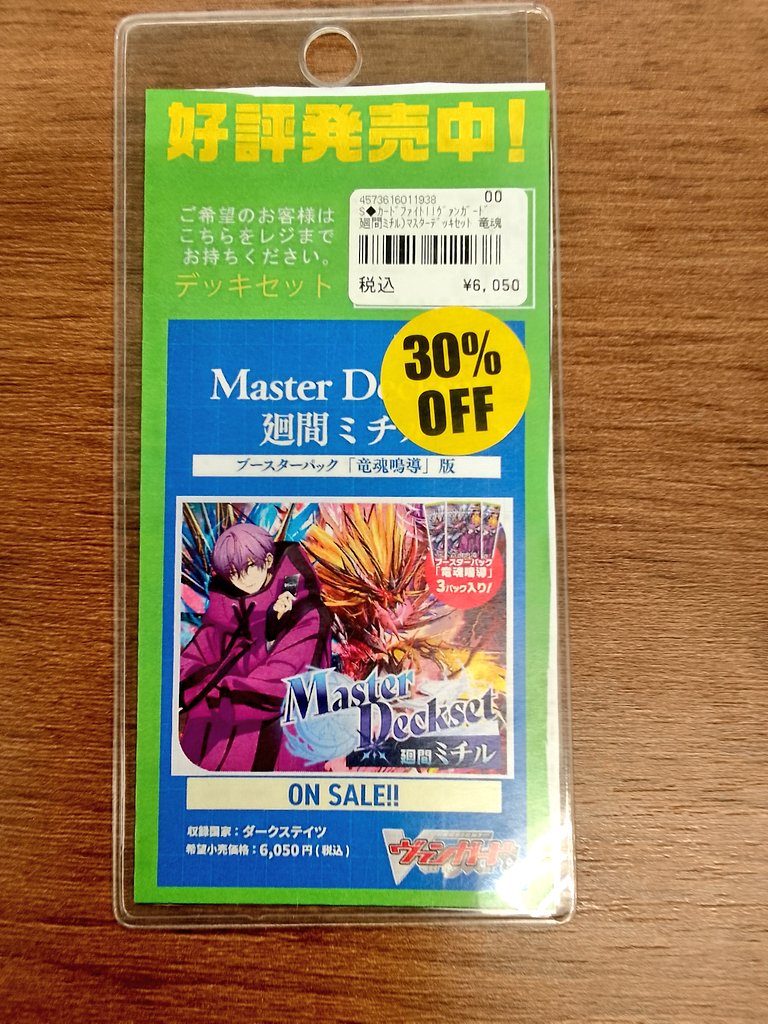 好評発売中!
ご希望のお客様は
こちらをレジまで
お持ちください。
デッキセット
4573616011938 00
S◆カードファイト!!ヴァンガード
廻間ミチル)マスターデッキセット 竜魂
税込 ¥6,050
30%
OFF
Master De
廻間ミチ
ブースターパック「竜魂鳴導」版
ブースターパック
「竜魂鳴導」
3パック入り!
Master
Deckset
廻間ミチル
ON SALE!!
収録国家:ダークステイツ
希望小売価格:6,050円(税込)
ヴァンガード